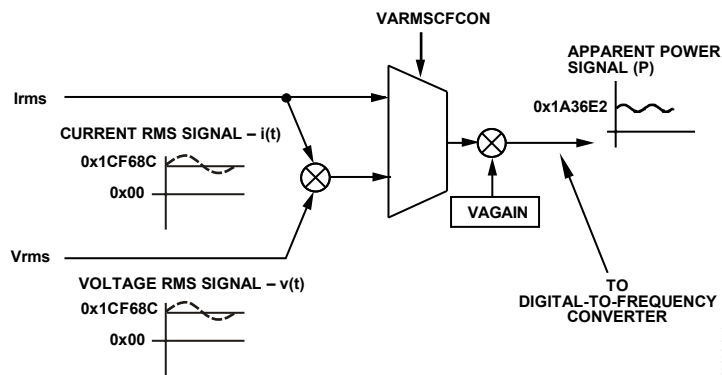 VARMSCFCON
APPARENT POWER
SIGNAL (P)
Irms
0x1A36E2
CURRENT RMS SIGNAL – i(t)
0x1CF68C
0x00
VAGAIN
Vrms
VOLTAGE RMS SIGNAL – v(t)
0x1CF68C
0x00
TO
DIGITAL-TO-FREQUENCY
CONVERTER